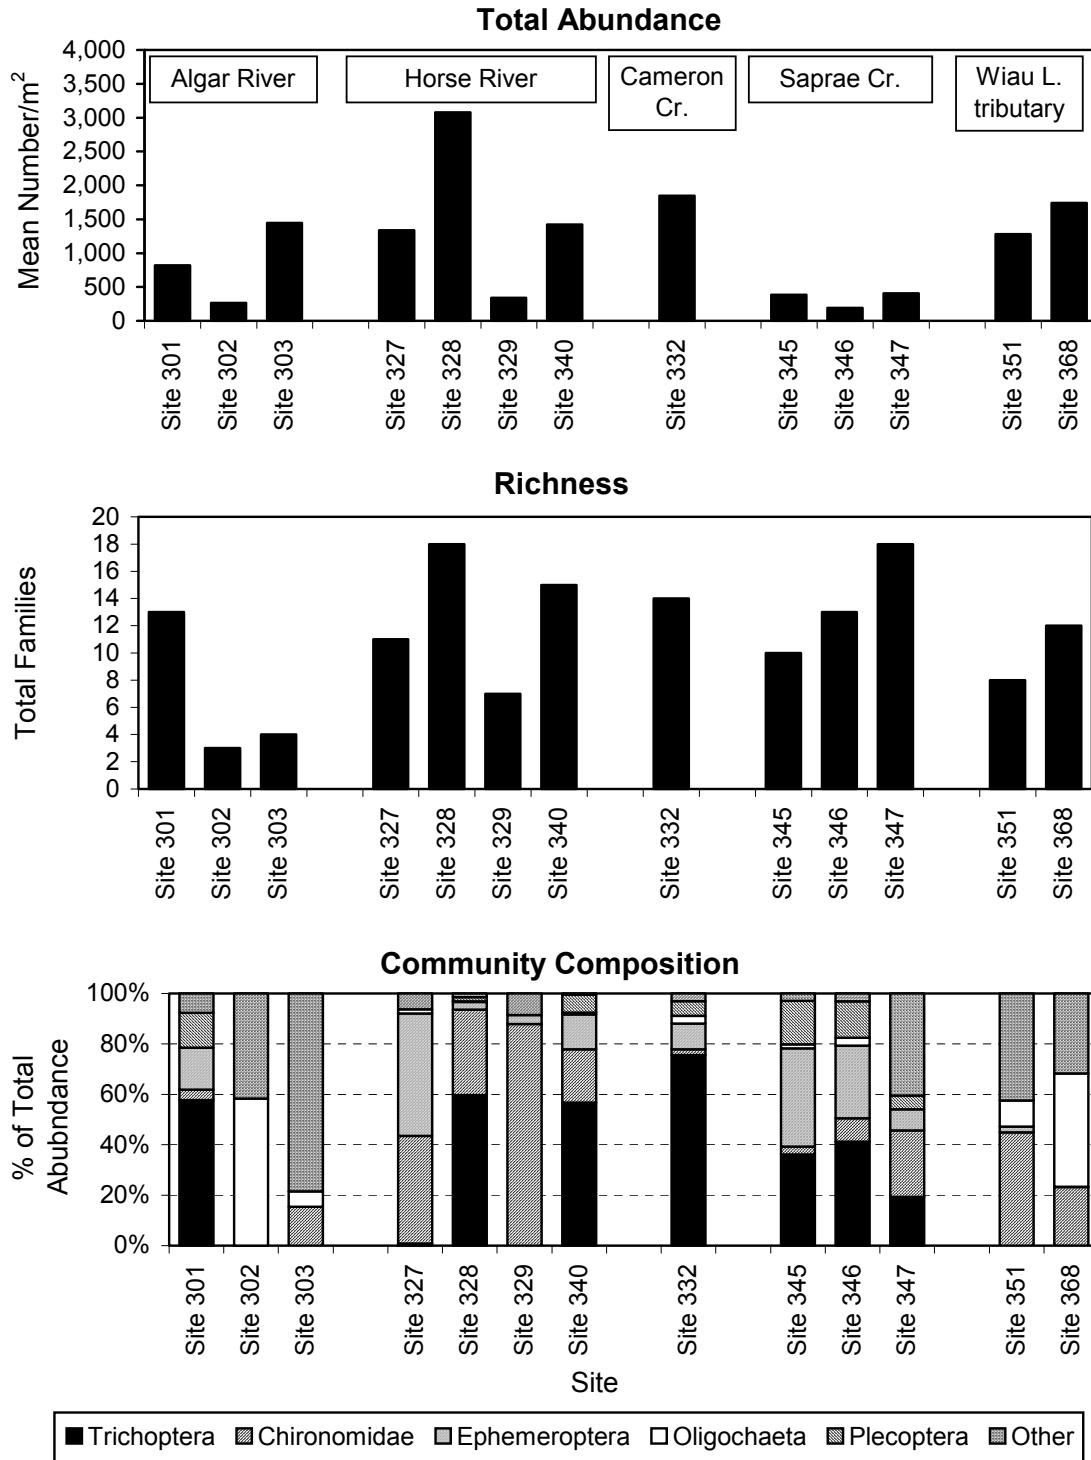 Total Abundance
Mean Number/m²
4,000
3,500
3,000
2,500
2,000
1,500
1,000
500
0
Algar River
Horse River
Cameron
Cr.
Saprae Cr.
Wiau L.
tributary
Site 301
Site 302
Site 303
Site 327
Site 328
Site 329
Site 340
Site 332
Site 345
Site 346
Site 347
Site 351
Site 368
Richness
Total Families
20
18
16
14
12
10
8
6
4
2
0
Site 301
Site 302
Site 303
Site 327
Site 328
Site 329
Site 340
Site 332
Site 345
Site 346
Site 347
Site 351
Site 368
Community Composition
% of Total
Abubndance
100%
80%
60%
40%
20%
0%
Site 301
Site 302
Site 303
Site 327
Site 328
Site 329
Site 340
Site 332
Site 345
Site 346
Site 347
Site 351
Site 368
Site
Trichoptera Chironomidae Ephemeroptera Oligochaeta Plecoptera Other